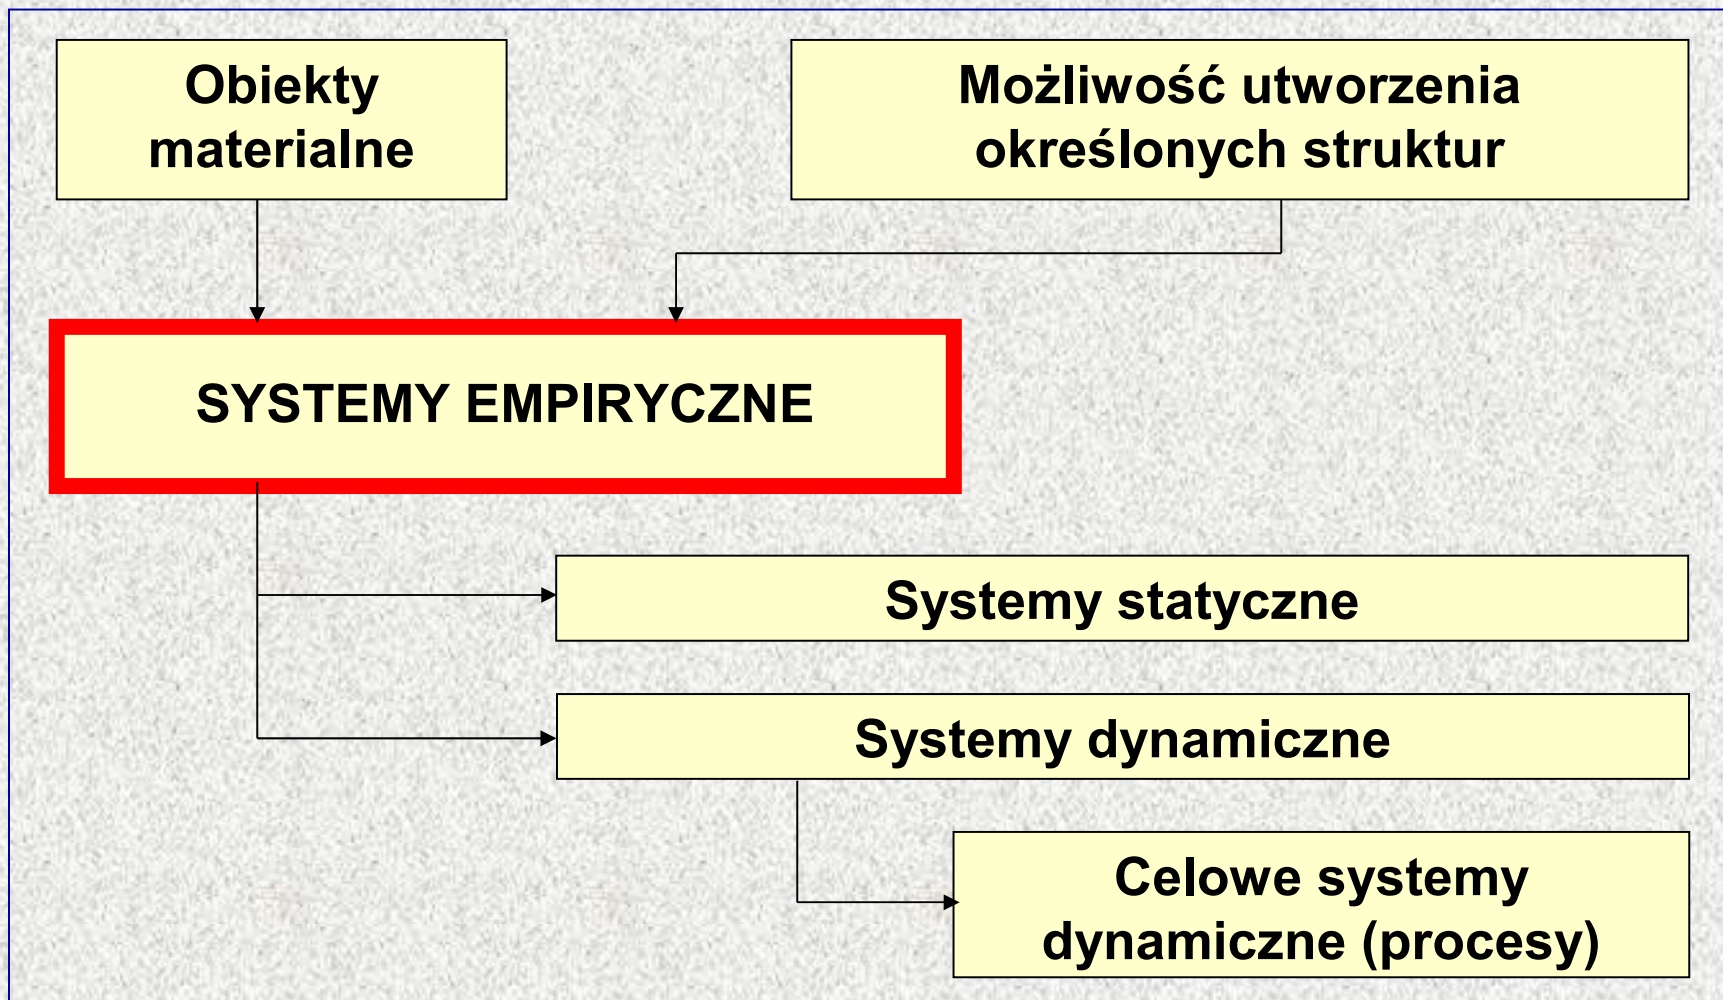 Obiekty
materialne
Możliwość utworzenia
określonych struktur
SYSTEMY EMPIRYCZNE
Systemy statyczne
Systemy dynamiczne
Celowe systemy
dynamiczne (procesy)